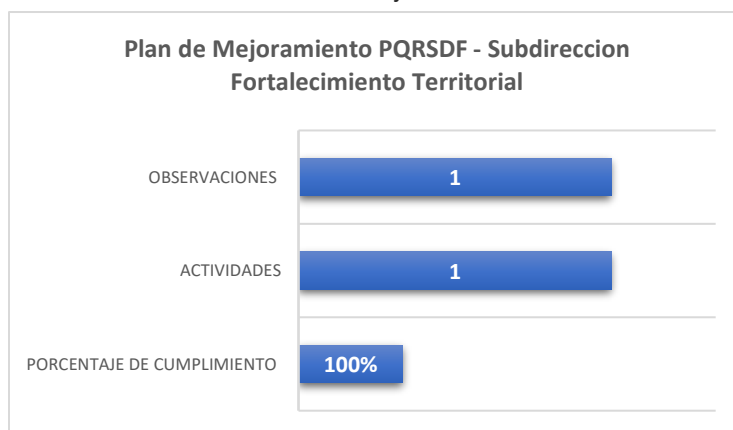 Plan de Mejoramiento PQRSDF - Subdireccion
Fortalecimiento Territorial
OBSERVACIONES
1
ACTIVIDADES
1
PORCENTAJE DE CUMPLIMIENTO
100%